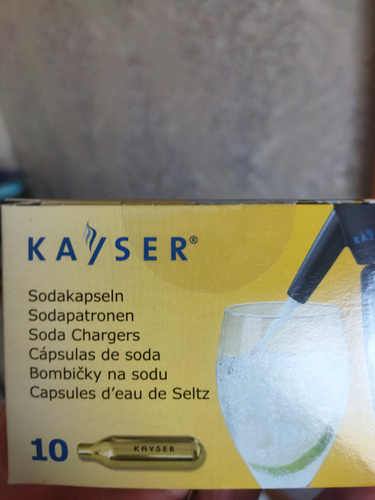 KAYSER®
Sodakapseln
Sodapatronen
Soda Chargers
Cápsulas de soda
Bombičky na sodu
Capsules d'eau de Seltz
10
KAYSER